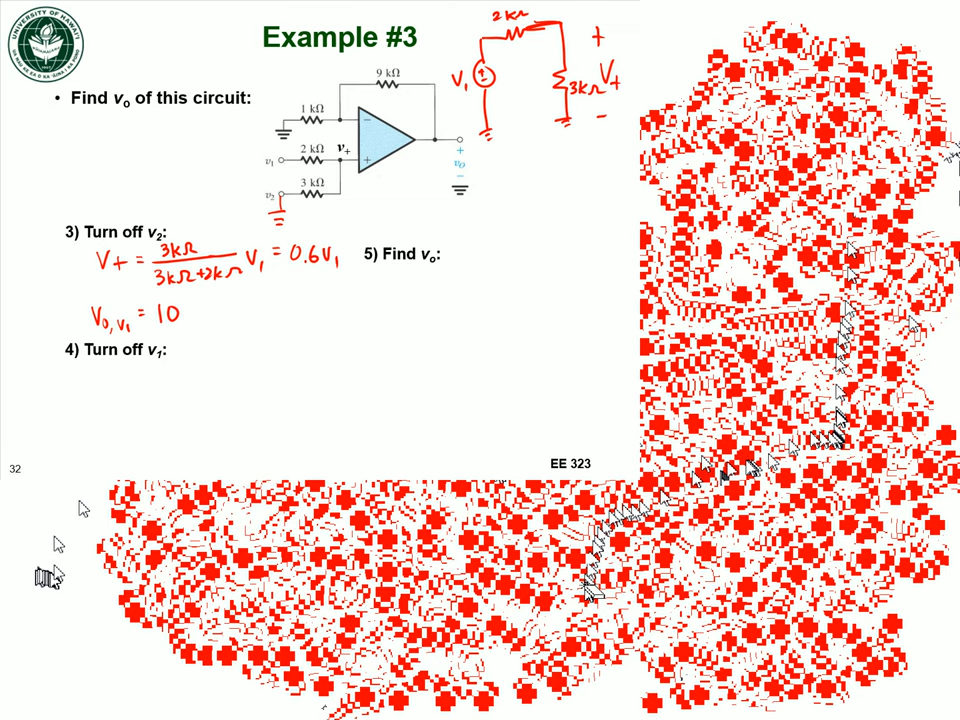 UNIVERSITY OF HAWAI'I
Example #3
• Find vo of this circuit:
9 kΩ
1 kΩ
2 kΩ
v+
v1
3 kΩ
v2
−
+
+
vO
−
2kΩ
V1
+
3kΩ
V+
−
3) Turn off v2:
V+ = 3kΩ / 3kΩ+2kΩ V1 = 0.6V1
5) Find vo:
Vo,v1 = 10
4) Turn off v1:
32
EE 323